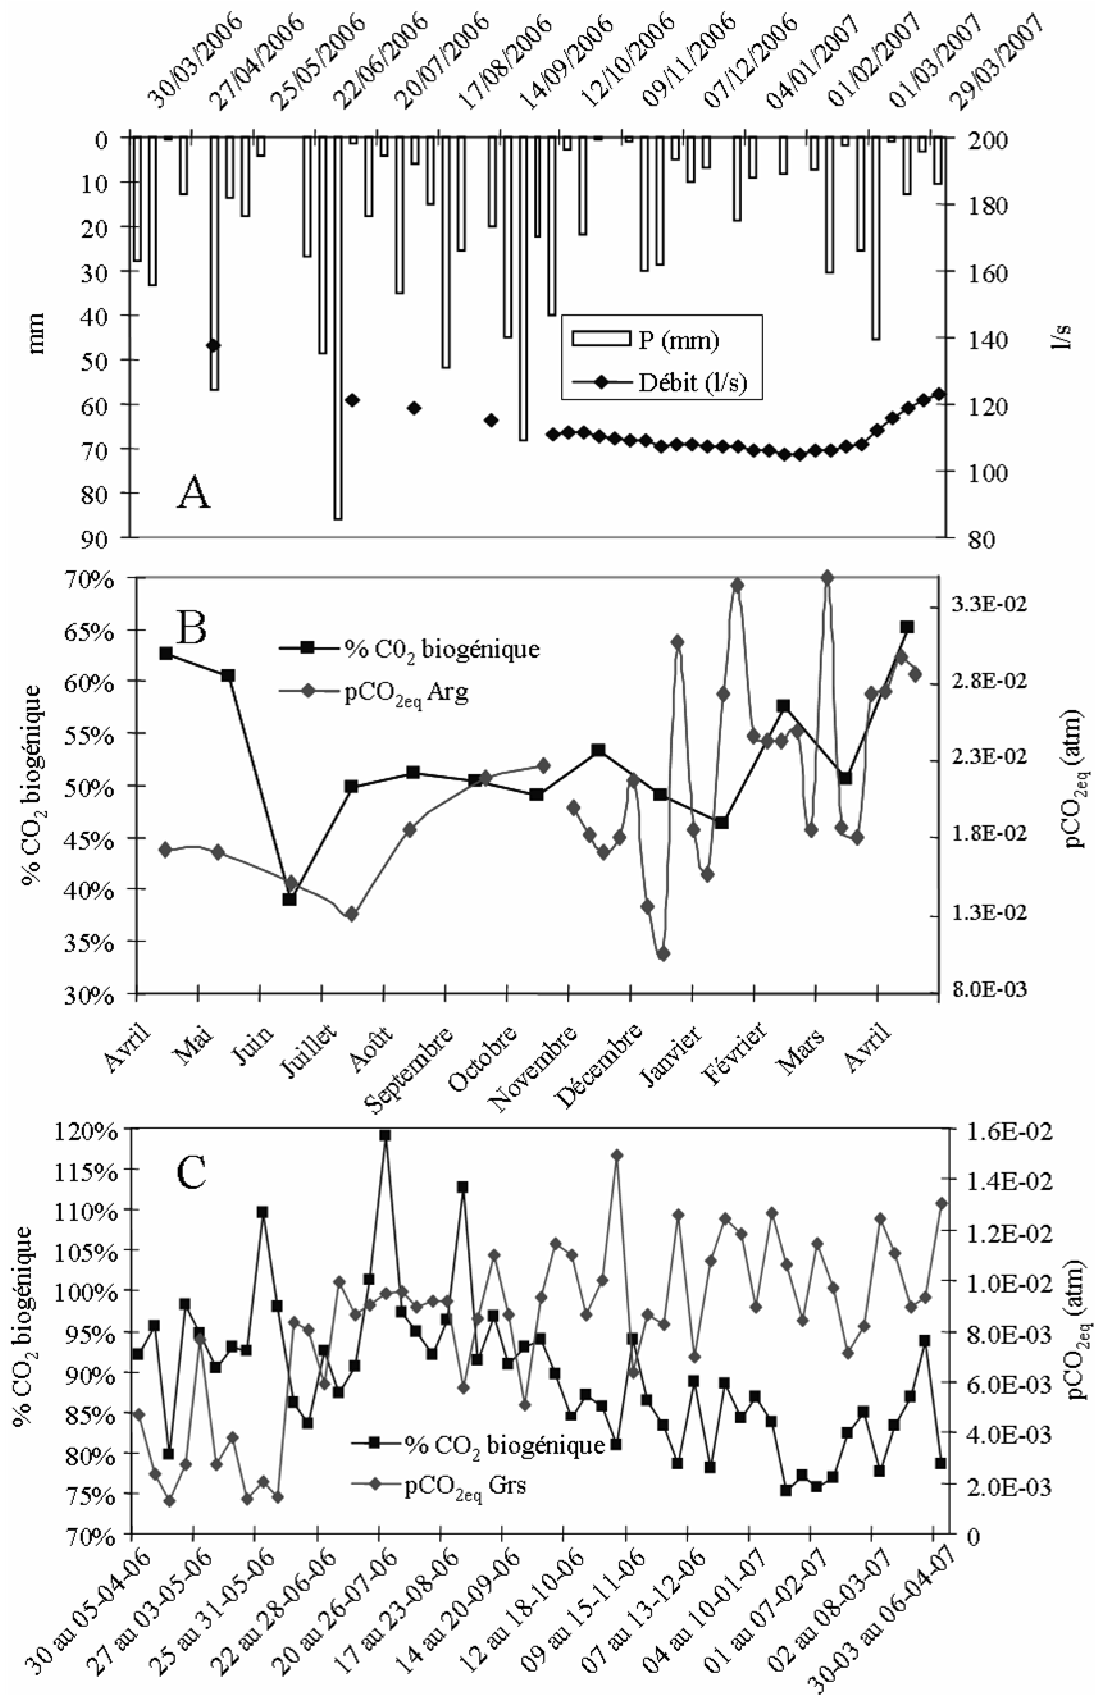 30/03/2006
27/04/2006
25/05/2006
22/06/2006
20/07/2006
17/08/2006
14/09/2006
12/10/2006
09/11/2006
07/12/2006
04/01/2007
01/02/2007
01/03/2007
29/03/2007
0
10
20
30
40
50
60
70
80
90
mm
200
180
160
140
120
100
80
l/s
P (mm)
Débit (l/s)
A
70%
65%
60%
55%
50%
45%
40%
35%
30%
% CO2 biogénique
B
% C02 biogénique
pCO2eq Arg
3.3E-02
2.8E-02
2.3E-02
1.8E-02
1.3E-02
8.0E-03
pCO2eq (atm)
Avril
Mai
Juin
Juillet
Août
Septembre
Octobre
Novembre
Décembre
Janvier
Février
Mars
Avril
120%
115%
110%
105%
100%
95%
90%
85%
80%
75%
70%
% CO2 biogénique
C
% CO2 biogénique
pCO2eq Grs
1.6E-02
1.4E-02
1.2E-02
1.0E-02
8.0E-03
6.0E-03
4.0E-03
2.0E-03
0
pCO2eq (atm)
30 au 05-04-06
27 au 03-05-06
25 au 31-05-06
22 au 28-06-06
20 au 26-07-06
17 au 23-08-06
14 au 20-09-06
12 au 18-10-06
09 au 15-11-06
07 au 13-12-06
04 au 10-01-07
01 au 07-02-07
02 au 08-03-07
30-03 au 06-04-07